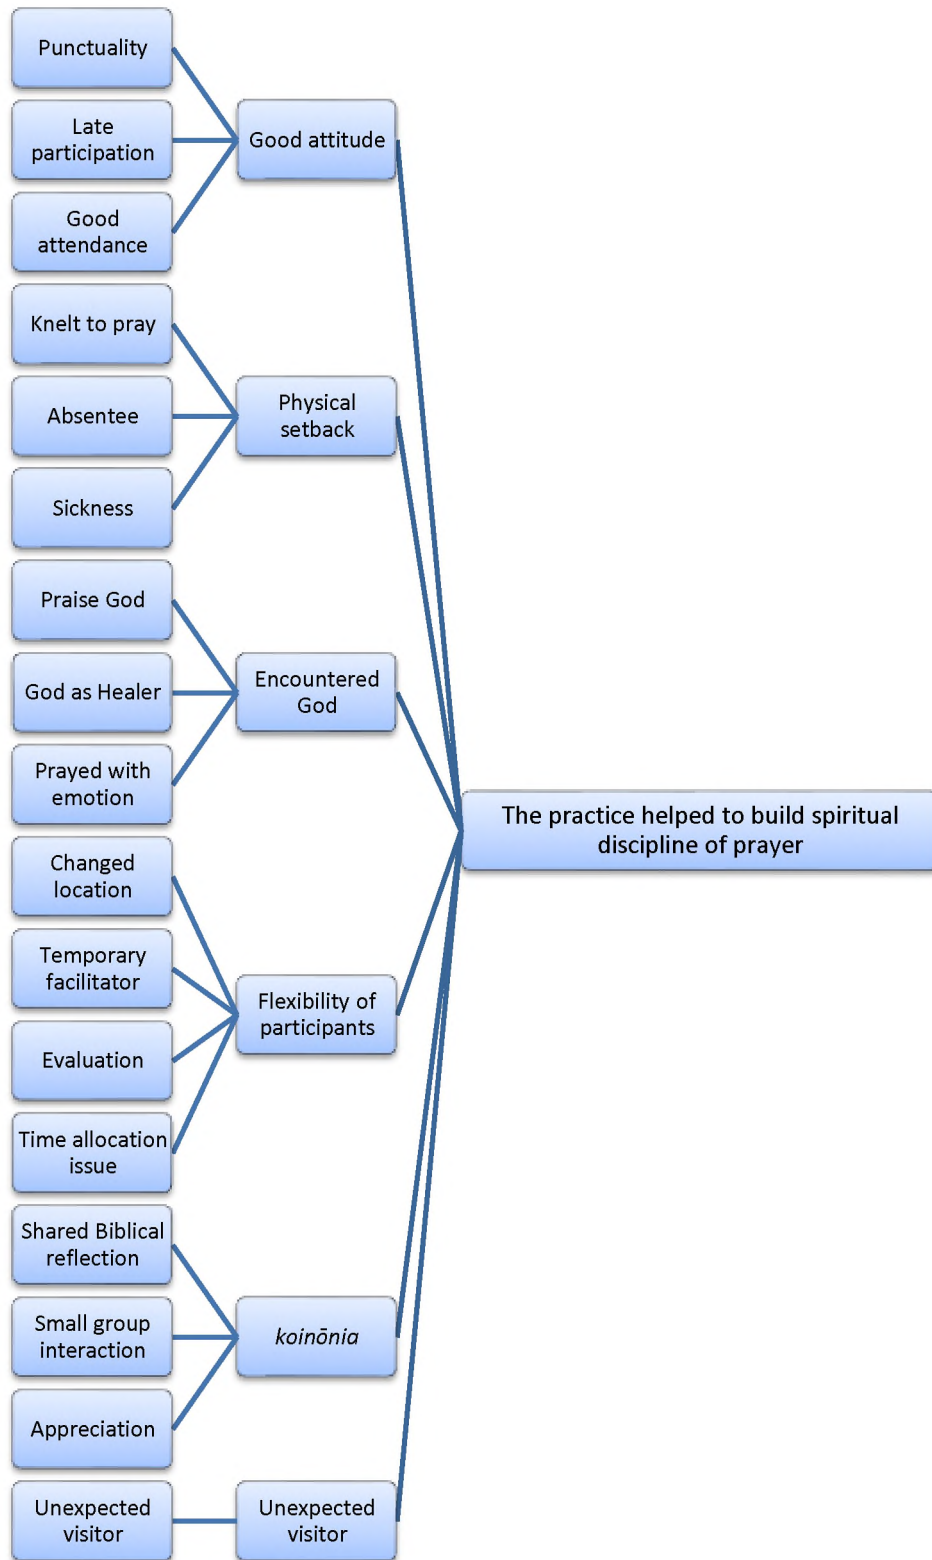 Punctuality
Late
participation
Good
attendance
Good attitude
Knelt to pray
Absentee
Sickness
Physical
setback
Praise God
God as Healer
Prayed with
emotion
Encountered
God
Changed
location
Temporary
facilitator
Evaluation
Time allocation
issue
Flexibility of
participants
Shared Biblical
reflection
Small group
interaction
Appreciation
koinōnia
Unexpected
visitor
Unexpected
visitor
The practice helped to build spiritual
discipline of prayer